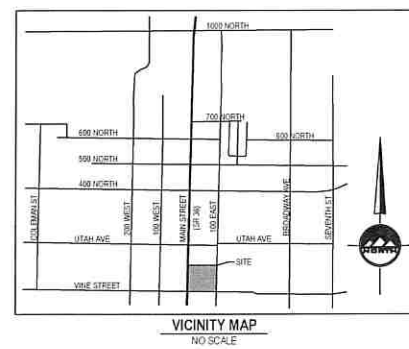 1000 NORTH
700 NORTH
600 NORTH
600 NORTH
500 NORTH
400 NORTH
COLEMAN ST
200 WEST
100 WEST
MAIN STREET
(SR 36)
100 EAST
BROADWAY AVE
SEVENTH ST
UTAH AVE
UTAH AVE
SITE
VINE STREET
NORTH
VICINITY MAP
NO SCALE